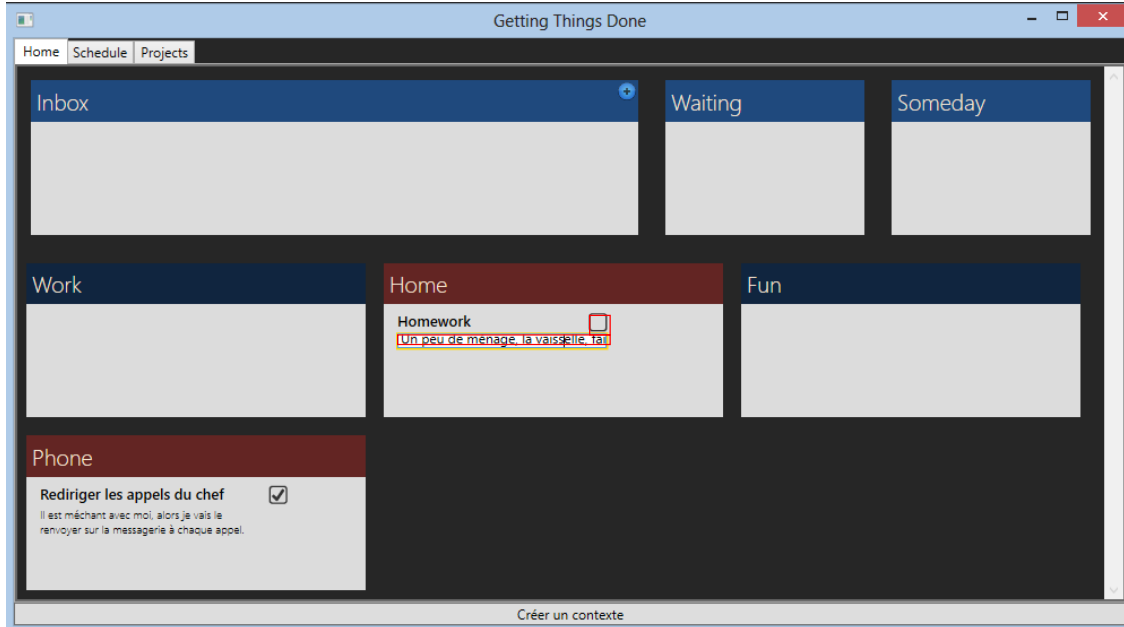 Getting Things Done
Home Schedule Projects
Inbox
Waiting
Someday
Work
Home
Fun
Homework
Un peu de ménage, la vaisselle, fai
Phone
Rediriger les appels du chef
Il est méchant avec moi, alors je vais le
renvoyer sur la messagerie à chaque appel.
Créer un contexte